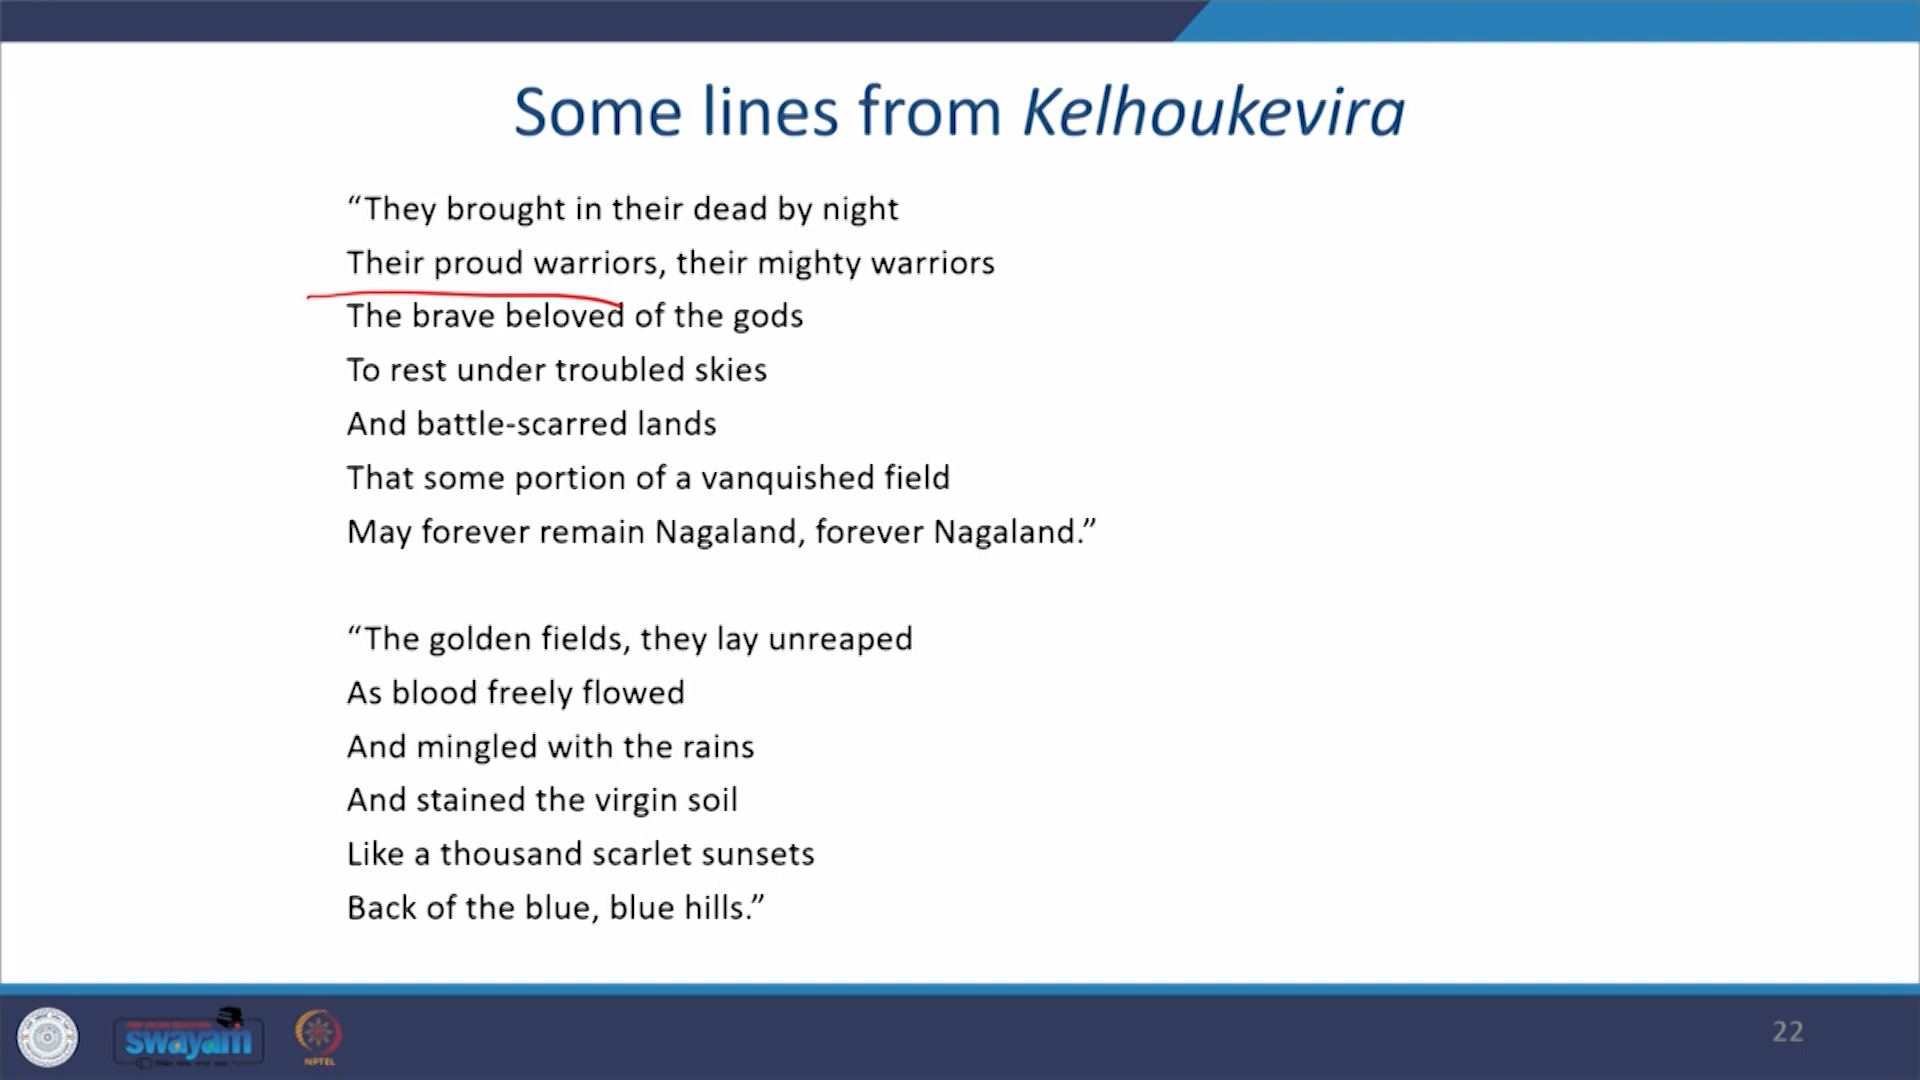 Some lines from Kelhoukevira
“They brought in their dead by night
Their proud warriors, their mighty warriors
The brave beloved of the gods
To rest under troubled skies
And battle-scarred lands
That some portion of a vanquished field
May forever remain Nagaland, forever Nagaland.”
“The golden fields, they lay unreaped
As blood freely flowed
And mingled with the rains
And stained the virgin soil
Like a thousand scarlet sunsets
Back of the blue, blue hills.”
swayam
NPTEL
22